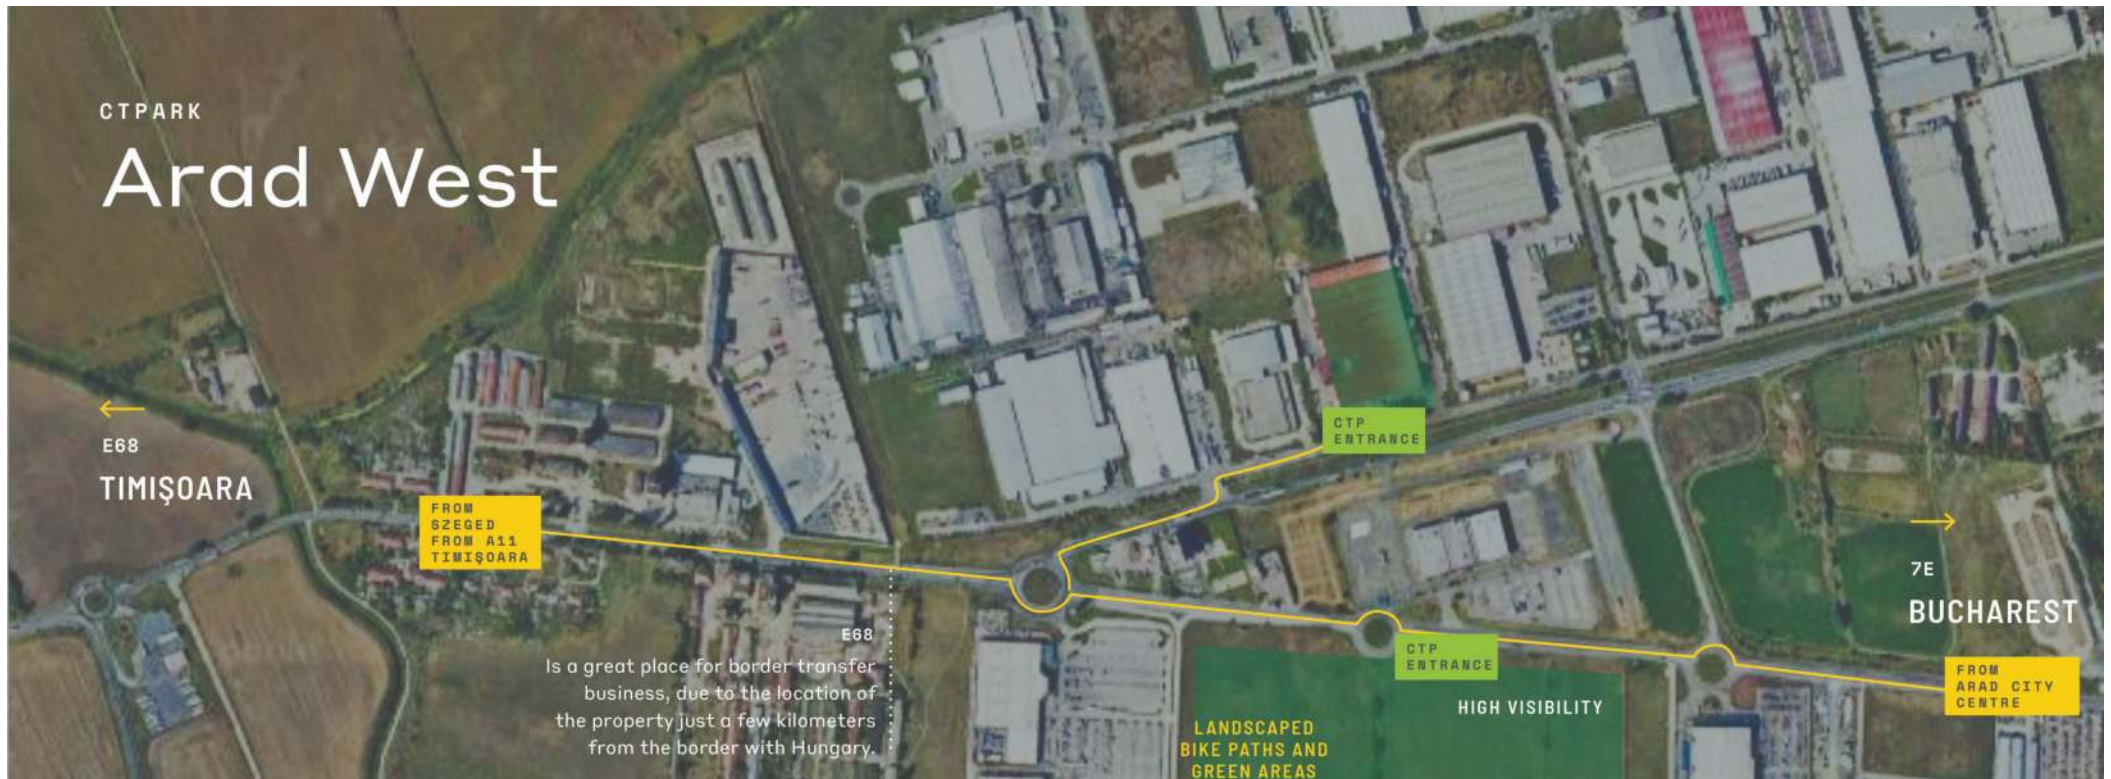 CTPARK
Arad West
E68
TIMIŞOARA
FROM
SZEGED
FROM A11
TIMIŞOARA
CTP
ENTRANCE
7E
BUCHAREST
E68
Is a great place for border transfer
business, due to the location of
the property just a few kilometers
from the border with Hungary.
CTP
ENTRANCE
HIGH VISIBILITY
LANDSCAPED
BIKE PATHS AND
GREEN AREAS
FROM
ARAD CITY
CENTRE